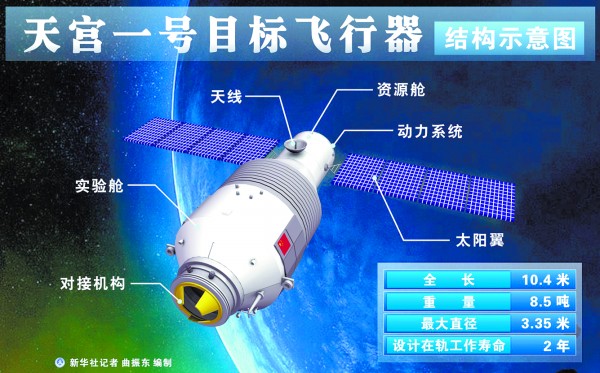 天宫一号目标飞行器 结构示意图
天线
资源舱
动力系统
实验舱
太阳翼
对接机构
全 长 10.4 米
重 量 8.5 吨
最大直径 3.35 米
设计在轨工作寿命 2 年
新华社记者 曲振东 编制